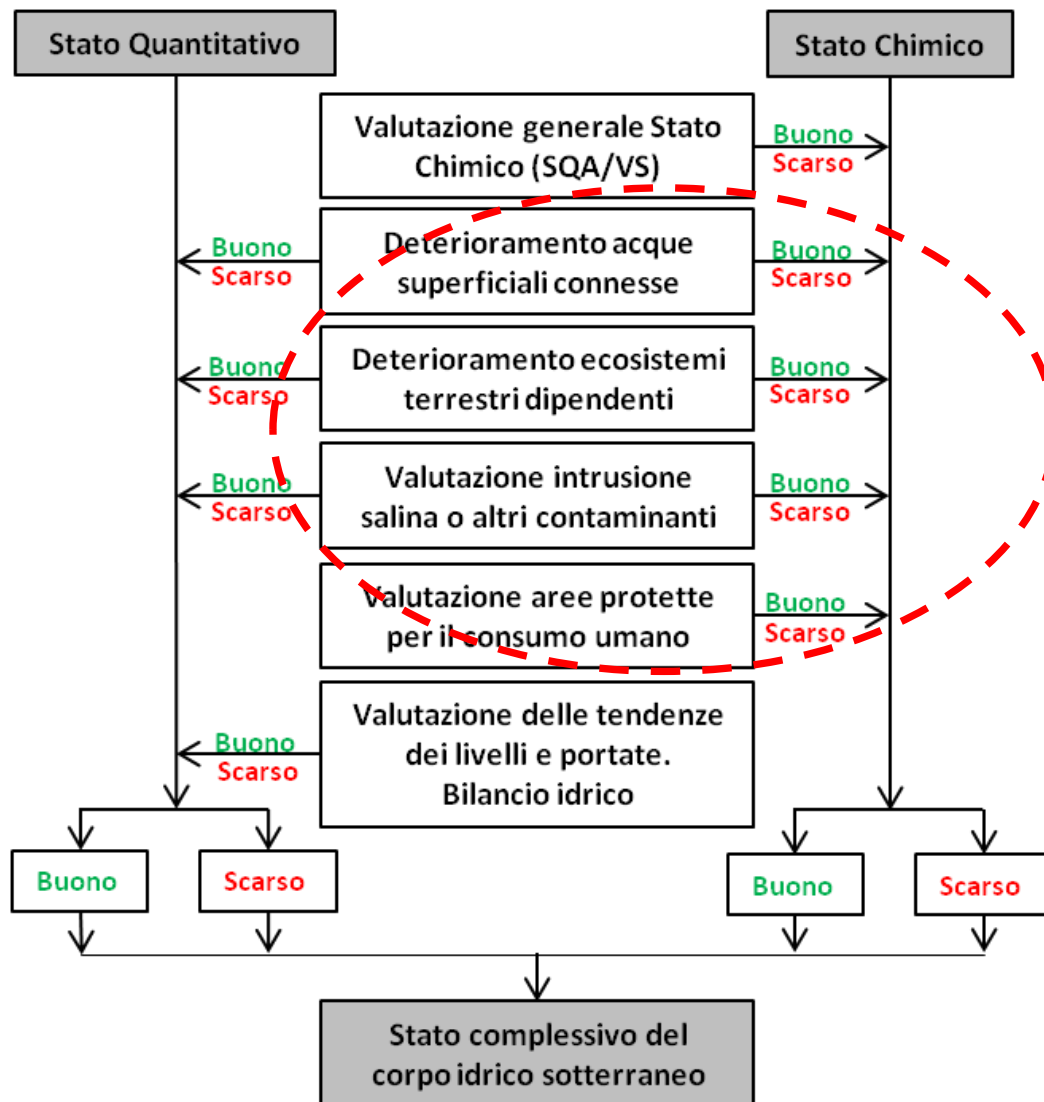 Stato Quantitativo
Stato Chimico
Valutazione generale Stato
Chimico (SQA/VS)
Buono
Scarso
Buono
Scarso
Deterioramento acque
superficiali connesse
Buono
Scarso
Buono
Scarso
Deterioramento ecosistemi
terrestri dipendenti
Buono
Scarso
Buono
Scarso
Valutazione intrusione
salina o altri contaminanti
Buono
Scarso
Valutazione aree protette
per il consumo umano
Buono
Scarso
Buono
Scarso
Valutazione delle tendenze
dei livelli e portate.
Bilancio idrico
Buono
Scarso
Buono
Scarso
Stato complessivo del
corpo idrico sotterraneo